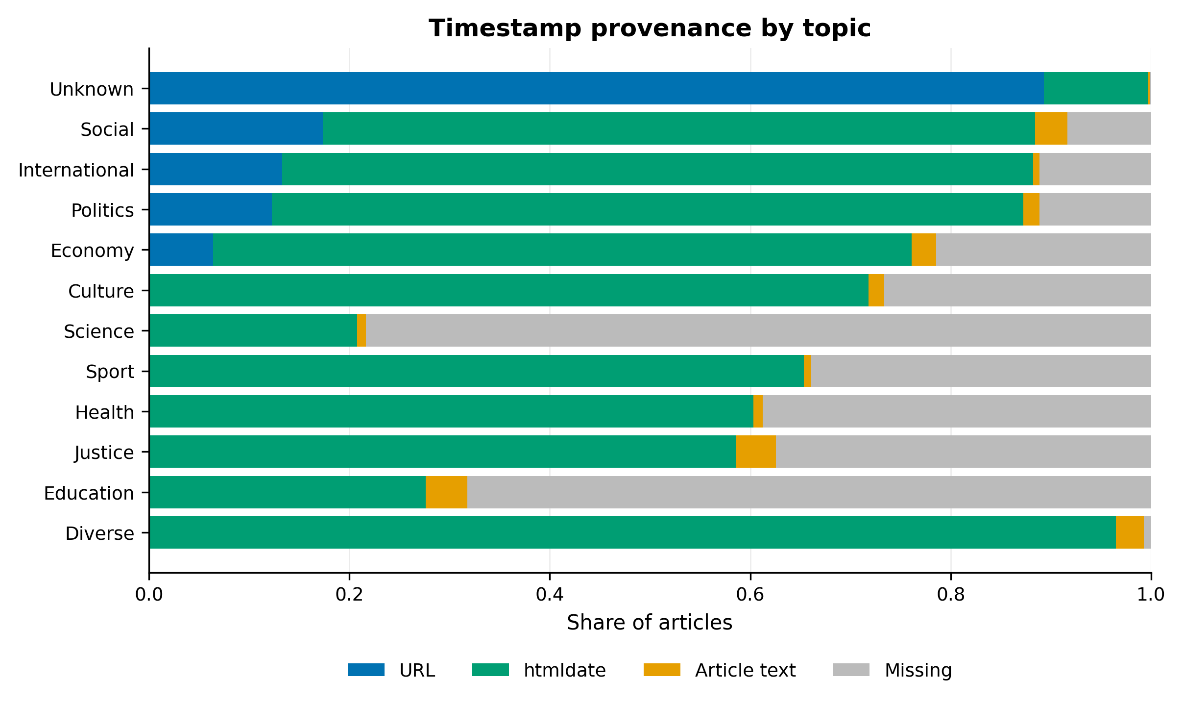 Timestamp provenance by topic
Unknown
Social
International
Politics
Economy
Culture
Science
Sport
Health
Justice
Education
Diverse
0.0 0.2 0.4 0.6 0.8 1.0
Share of articles
URL htmldate Article text Missing